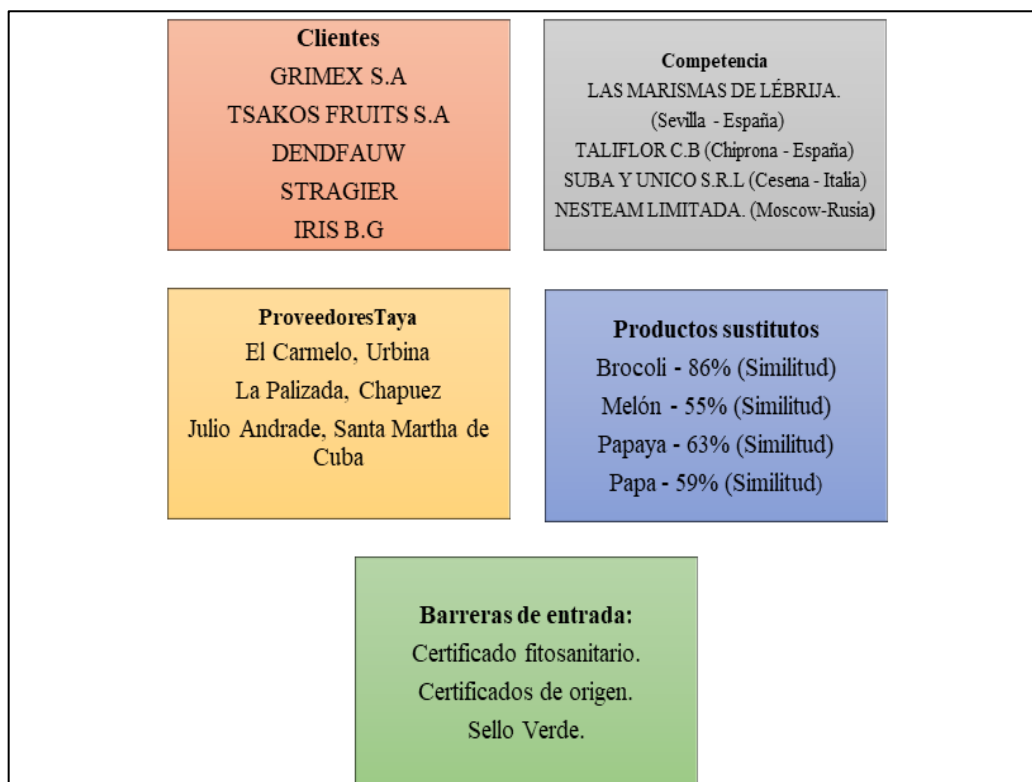 Clientes
GRIMEX S.A
TSAKOS FRUITS S.A
DENDFAUW
STRAGIER
IRIS B.G
Competencia
LAS MARISMAS DE LÉBRIJA.
(Sevilla - España)
TALIFLOR C.B (Chiprona - España)
SUBA Y UNICO S.R.L (Cesena - Italia)
NESTEAM LIMITADA. (Moscow-Rusia)
ProveedoresTaya
El Carmelo, Urbina
La Palizada, Chapuez
Julio Andrade, Santa Martha de
Cuba
Productos sustitutos
Brocoli - 86% (Similitud)
Melón - 55% (Similitud)
Papaya - 63% (Similitud)
Papa - 59% (Similitud)
Barreras de entrada:
Certificado fitosanitario.
Certificados de origen.
Sello Verde.